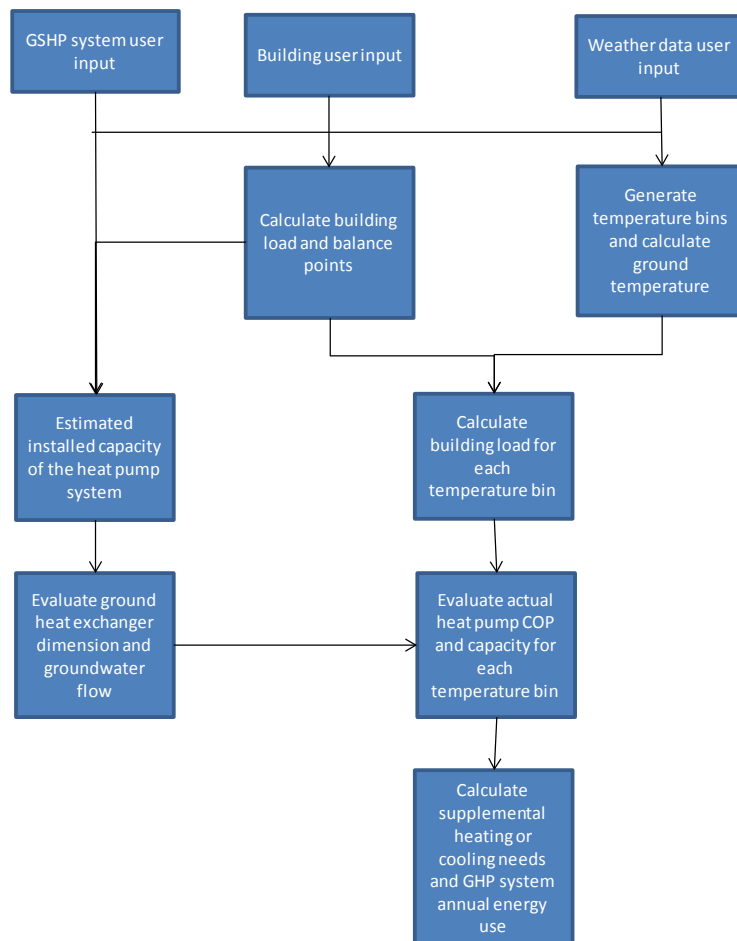 GSHP system user
input
Building user input
Weather data user
input
Calculate building
load and balance
points
Generate
temperature bins
and calculate
ground
temperature
Estimated
installed capacity
of the heat pump
system
Calculate
building load for
each
temperature bin
Evaluate ground
heat exchanger
dimension and
groundwater
flow
Evaluate actual
heat pump COP
and capacity for
each
temperature bin
Calculate
supplemental
heating or
cooling needs
and GHP system
annual energy
use